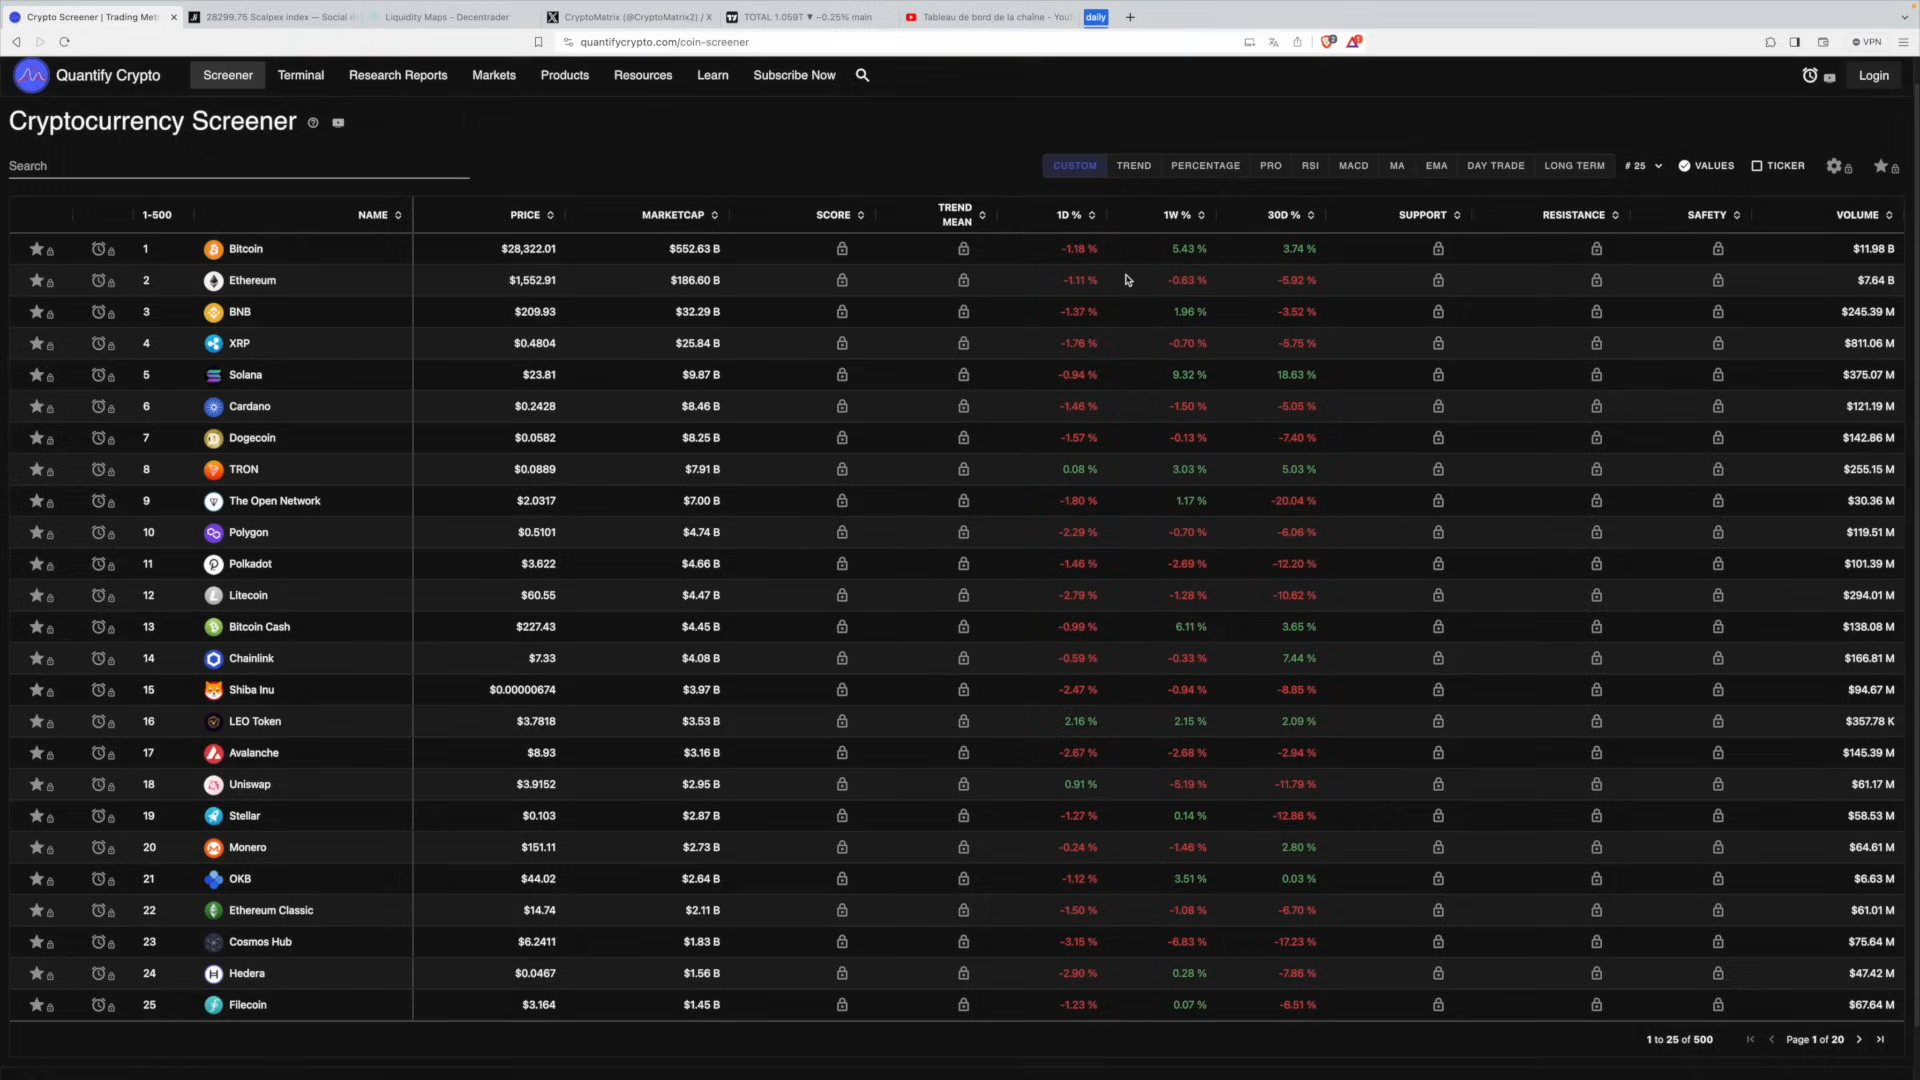 Crypto Screener | Trading Met
28299.75 Scalpex index — Social
Liquidity Maps - Decentrader
CryptoMatrix (@CryptoMatrix2) / X
TOTAL 1.059T ▼ −0.25% main
Tableau de bord de la chaîne - You
daily
quantifycrypto.com/coin-screener
VPN
Quantify Crypto
Screener
Terminal
Research Reports
Markets
Products
Resources
Learn
Subscribe Now
Login
Cryptocurrency Screener
Search
CUSTOM TREND PERCENTAGE PRO RSI MACD MA EMA DAY TRADE LONG TERM # 25 VALUES TICKER
1-500 NAME PRICE MARKETCAP SCORE TREND MEAN 1D % 1W % 30D % SUPPORT RESISTANCE SAFETY VOLUME
1 Bitcoin $28,322.01 $552.63 B -1.18 % 5.43 % 3.74 % $11.98 B
2 Ethereum $1,552.91 $186.60 B -1.11 % -0.63 % -5.92 % $7.64 B
3 BNB $209.93 $32.29 B -1.37 % 1.96 % -3.52 % $245.39 M
4 XRP $0.4804 $25.84 B -1.76 % -0.70 % -5.75 % $811.06 M
5 Solana $23.81 $9.87 B -0.94 % 9.32 % 18.63 % $375.07 M
6 Cardano $0.2428 $8.46 B -1.46 % -1.50 % -5.05 % $121.19 M
7 Dogecoin $0.0582 $8.25 B -1.57 % -0.13 % -7.40 % $142.86 M
8 TRON $0.0889 $7.91 B 0.08 % 3.03 % 5.03 % $255.15 M
9 The Open Network $2.0317 $7.00 B -1.80 % 1.17 % -20.04 % $30.36 M
10 Polygon $0.5101 $4.74 B -2.29 % -0.70 % -6.06 % $119.51 M
11 Polkadot $3.622 $4.66 B -1.46 % -2.69 % -12.20 % $101.39 M
12 Litecoin $60.55 $4.47 B -2.79 % -1.28 % -10.62 % $294.01 M
13 Bitcoin Cash $227.43 $4.45 B -0.99 % 6.11 % 3.65 % $138.08 M
14 Chainlink $7.33 $4.08 B -0.59 % -0.33 % 7.44 % $166.81 M
15 Shiba Inu $0.00000674 $3.97 B -2.47 % -0.94 % -8.85 % $94.67 M
16 LEO Token $3.7818 $3.53 B 2.16 % 2.15 % 2.09 % $357.78 K
17 Avalanche $8.93 $3.16 B -2.67 % -2.68 % -2.94 % $145.39 M
18 Uniswap $3.9152 $2.95 B 0.91 % -5.19 % -11.79 % $61.17 M
19 Stellar $0.103 $2.87 B -1.27 % 0.14 % -12.86 % $58.53 M
20 Monero $151.11 $2.73 B -0.24 % -1.46 % 2.80 % $64.61 M
21 OKB $44.02 $2.64 B -1.12 % 3.51 % 0.03 % $6.63 M
22 Ethereum Classic $14.74 $2.11 B -1.50 % -1.08 % -6.70 % $61.01 M
23 Cosmos Hub $6.2411 $1.83 B -3.15 % -6.83 % -17.23 % $75.64 M
24 Hedera $0.0467 $1.56 B -2.90 % 0.28 % -7.86 % $47.42 M
25 Filecoin $3.164 $1.45 B -1.23 % 0.07 % -6.51 % $67.64 M
1 to 25 of 500 Page 1 of 20